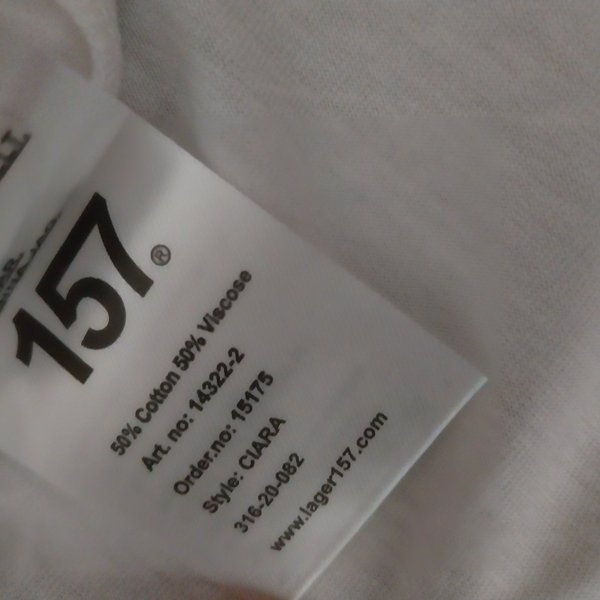 157®
50% Cotton 50% Viscose
Art. no: 14322-2
Order.no: 15175
Style: CIARA
316-20-082
www.lager157.com